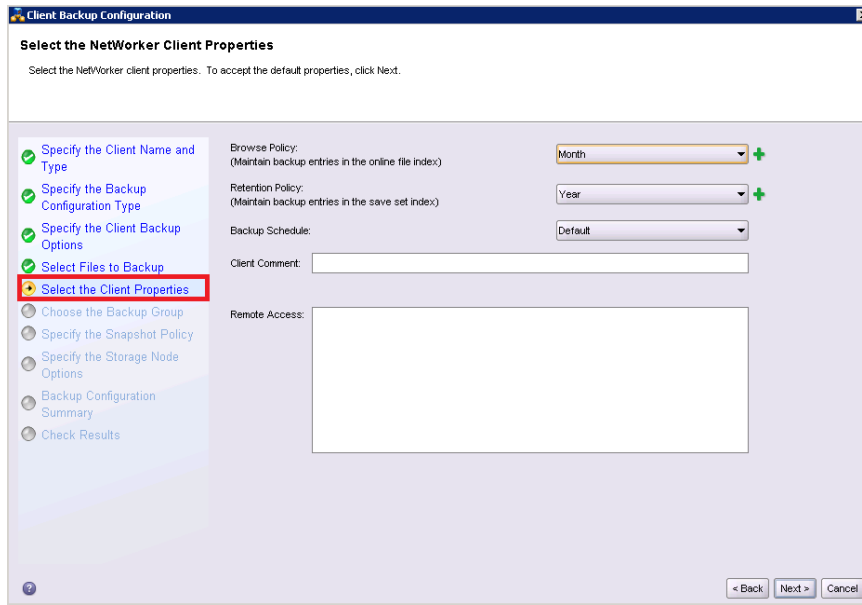 Client Backup Configuration
Select the NetWorker Client Properties
Select the NetWorker client properties. To accept the default properties, click Next.
Specify the Client Name and
Type
Specify the Backup
Configuration Type
Specify the Client Backup
Options
Select Files to Backup
Select the Client Properties
Choose the Backup Group
Specify the Snapshot Policy
Specify the Storage Node
Options
Backup Configuration
Summary
Check Results
Browse Policy:
(Maintain backup entries in the online file index)
Month
Retention Policy:
(Maintain backup entries in the save set index)
Year
Backup Schedule:
Default
Client Comment:
Remote Access:
< Back
Next >
Cancel